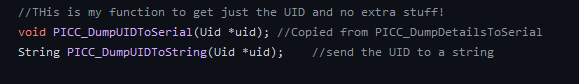 //THis is my function to get just the UID and no extra stuff!
void PICC_DumpUIDToSerial(Uid *uid); //Copied from PICC_DumpDetailsToSerial
String PICC_DumpUIDToString(Uid *uid);    //send the UID to a string